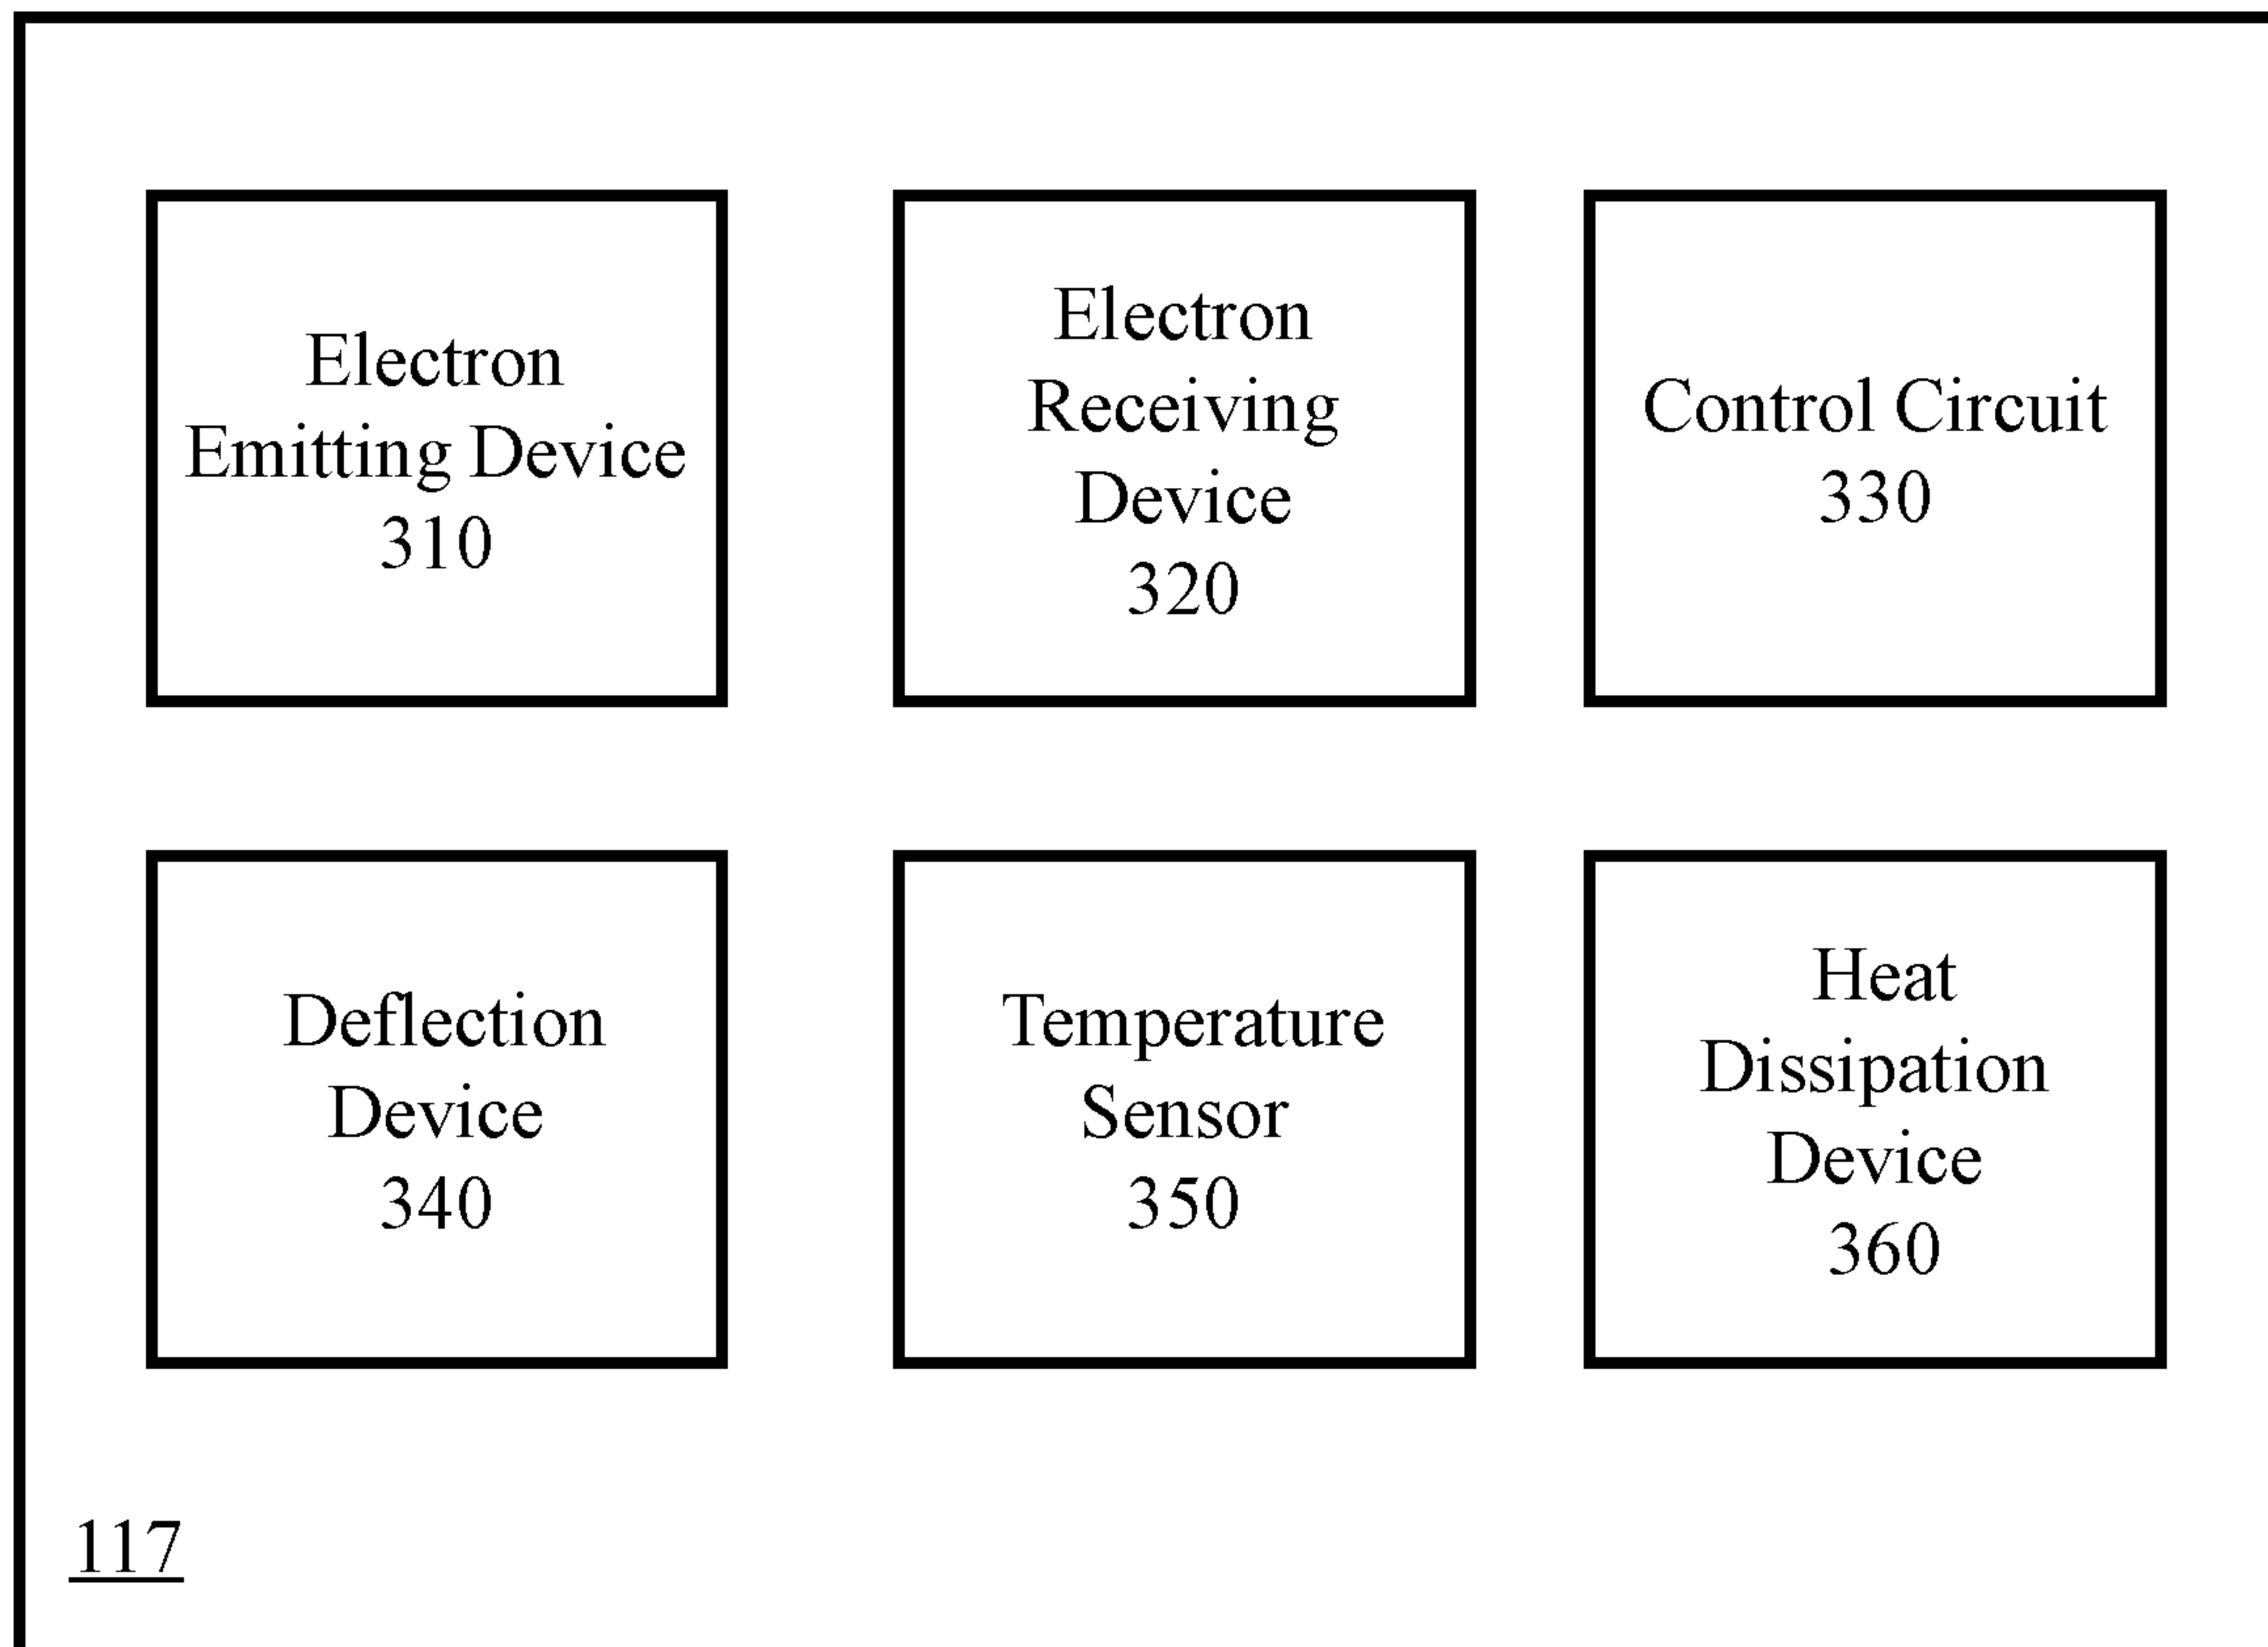 Electron
Emitting Device
310
Electron
Receiving
Device
320
Control Circuit
330
Deflection
Device
340
Temperature
Sensor
350
Heat
Dissipation
Device
360
117